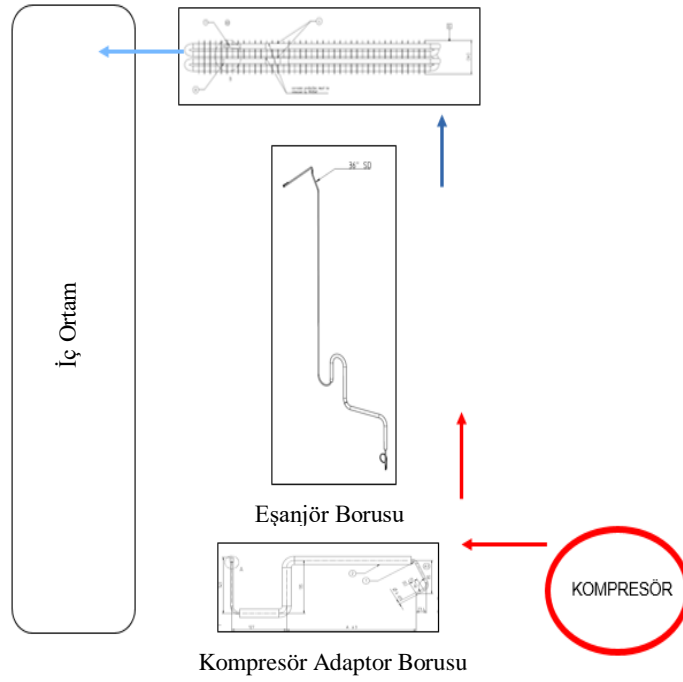 36" SD
İç Ortam
Eşanjör Borusu
KOMPRESÖR
Kompresör Adaptor Borusu